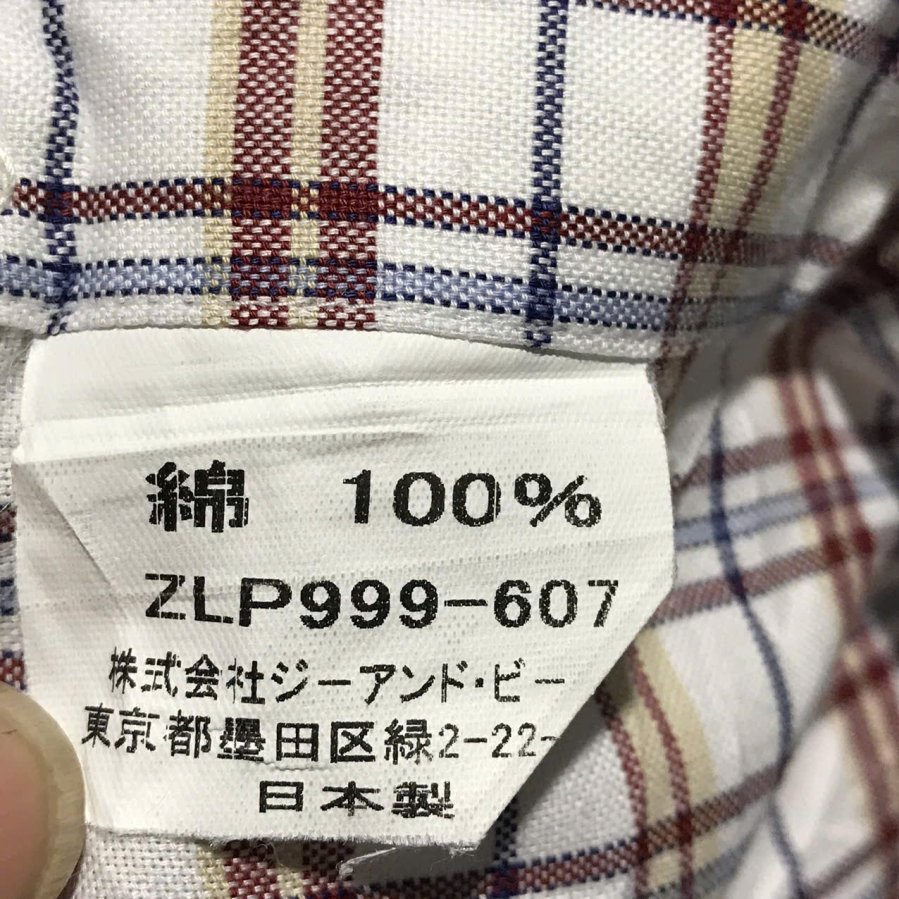 綿 100%
ZLP999-607
株式会社ジーアンド・ビー
東京都墨田区緑2-22-
日本製